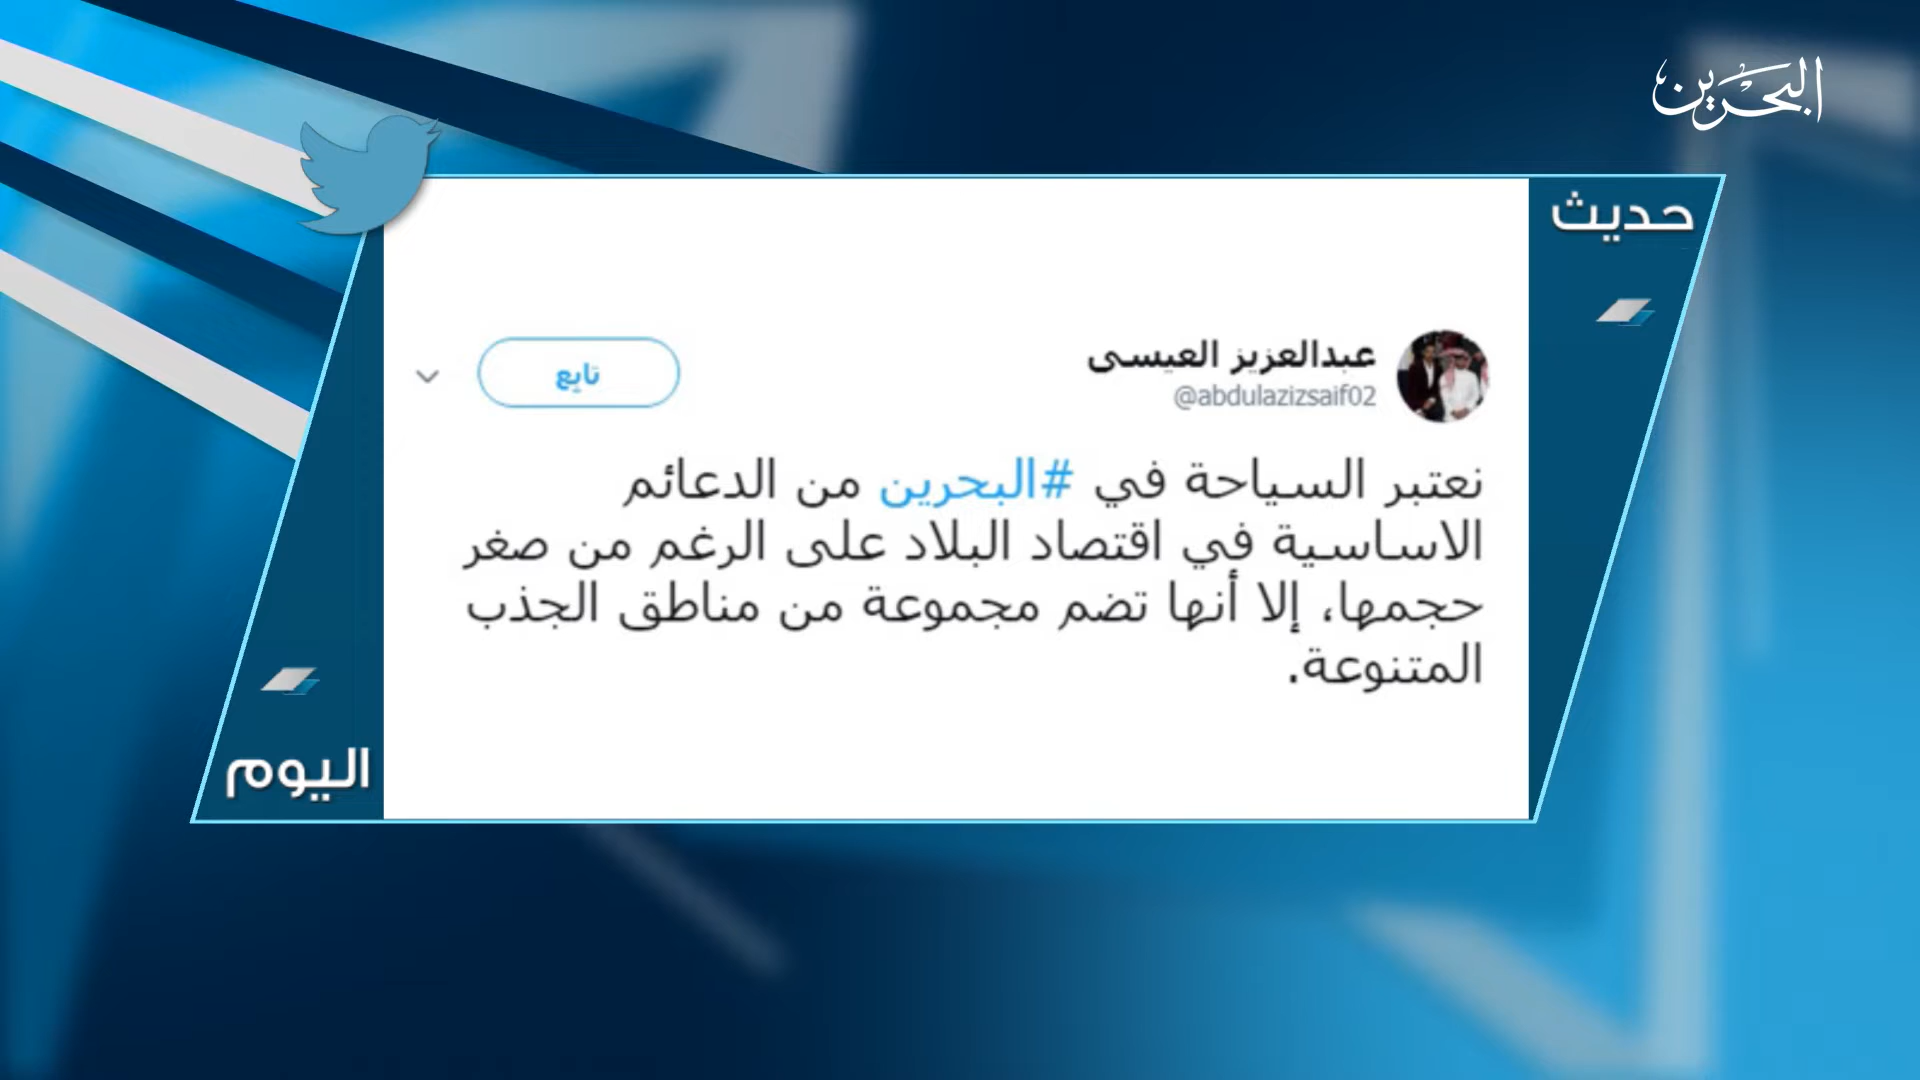 البحرين
حديث
عبدالعزيز العيسى
@abdulazizsaif02
تابع
نعتبر السياحة في #البحرين من الدعائم
الاساسية في اقتصاد البلاد على الرغم من صغر
حجمها، إلا أنها تضم مجموعة من مناطق الجذب
المتنوعة.
اليوم